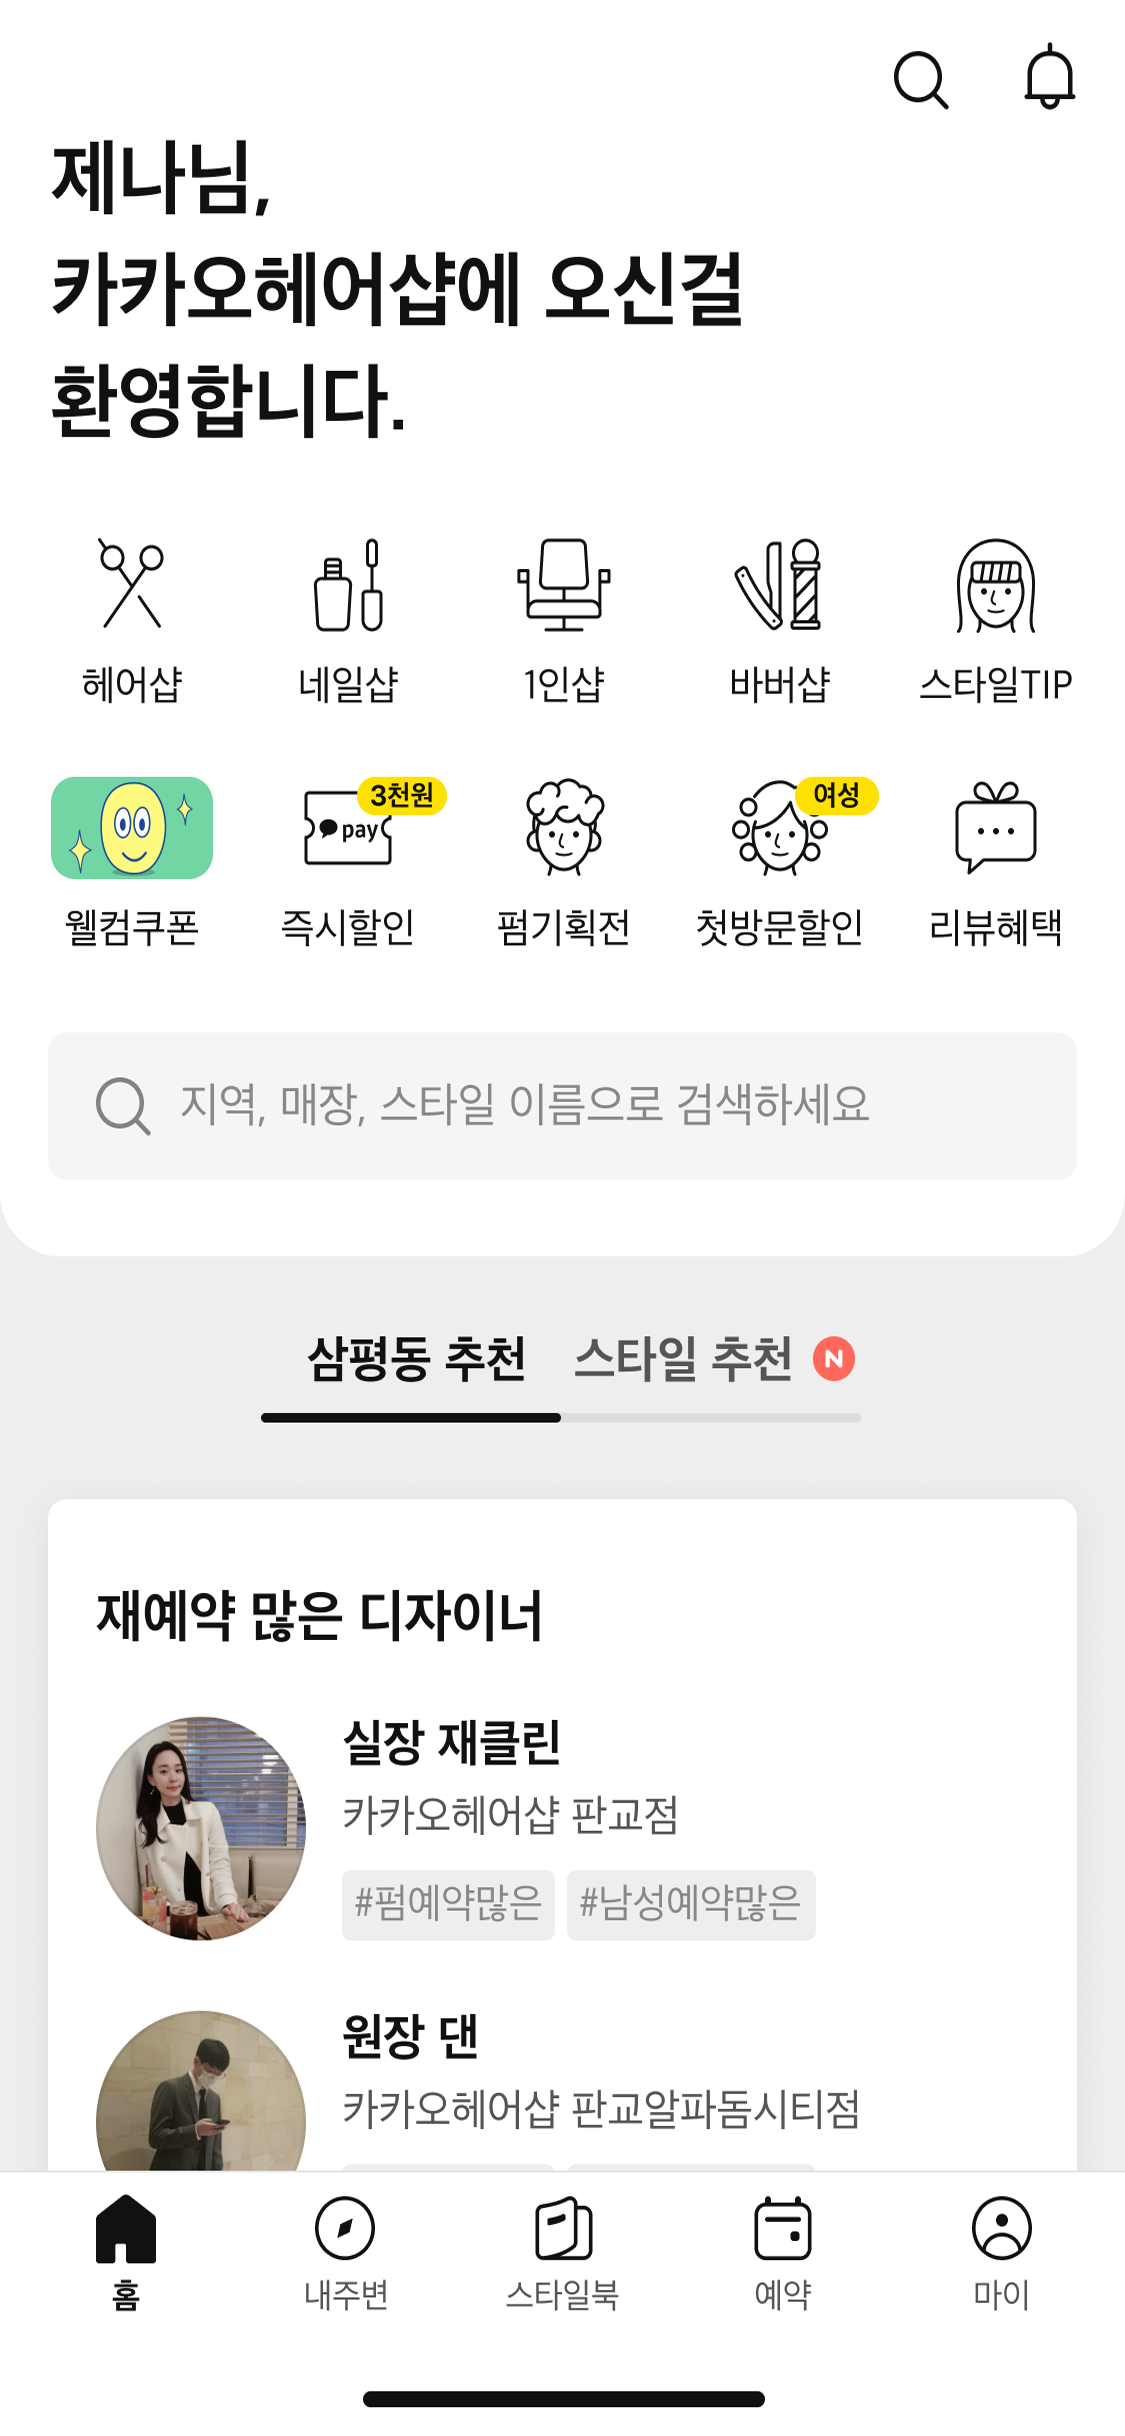 제나님,
카카오헤어샵에 오신걸
환영합니다.
헤어샵 네일샵 1인샵 바버샵 스타일TIP
3천원 여성
pay
웰컴쿠폰 즉시할인 펌기획전 첫방문할인 리뷰혜택
지역, 매장, 스타일 이름으로 검색하세요
삼평동 추천 스타일 추천 N
재예약 많은 디자이너
실장 재클린
카카오헤어샵 판교점
#펌예약많은 #남성예약많은
원장 댄
카카오헤어샵 판교알파돔시티점
홈 내주변 스타일북 예약 마이